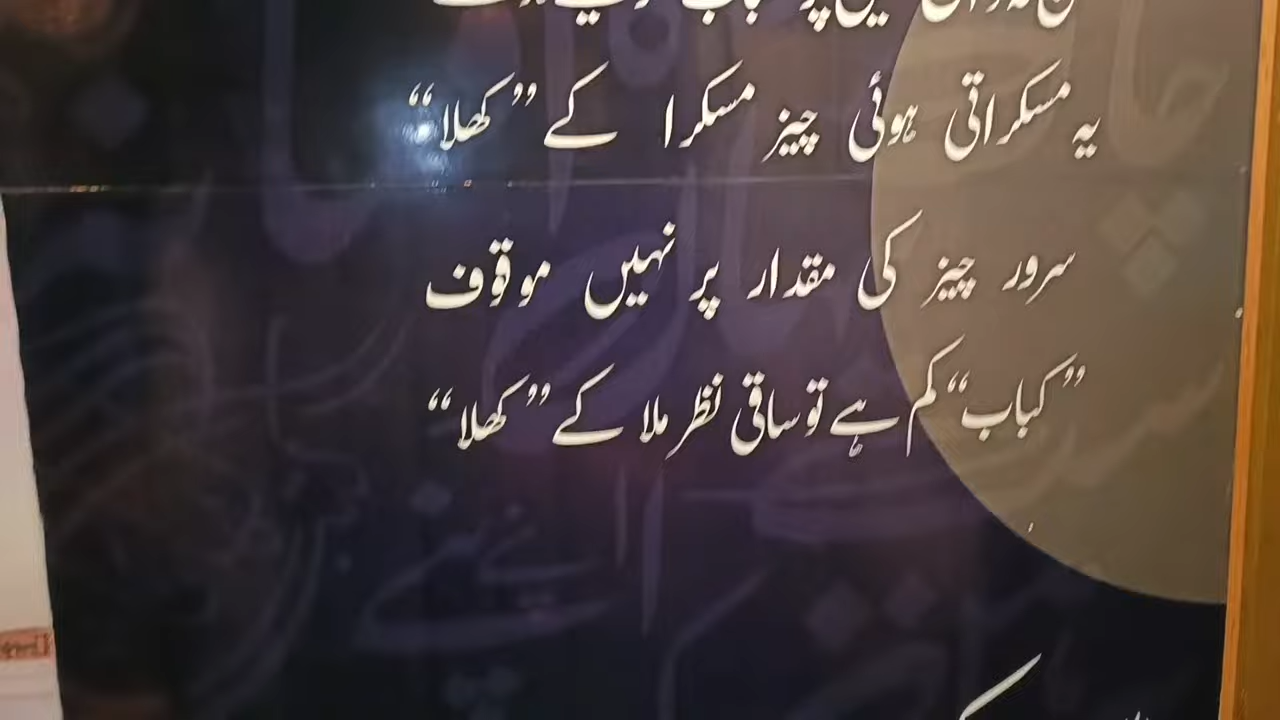 یہ مسکراتی ہوئی چیز مسکرا کے ”کھلا“
سرور چیز کی مقدار پر نہیں موقوف
”کباب“ کم ہے تو ساقی نظر ملا کے ”کھلا“